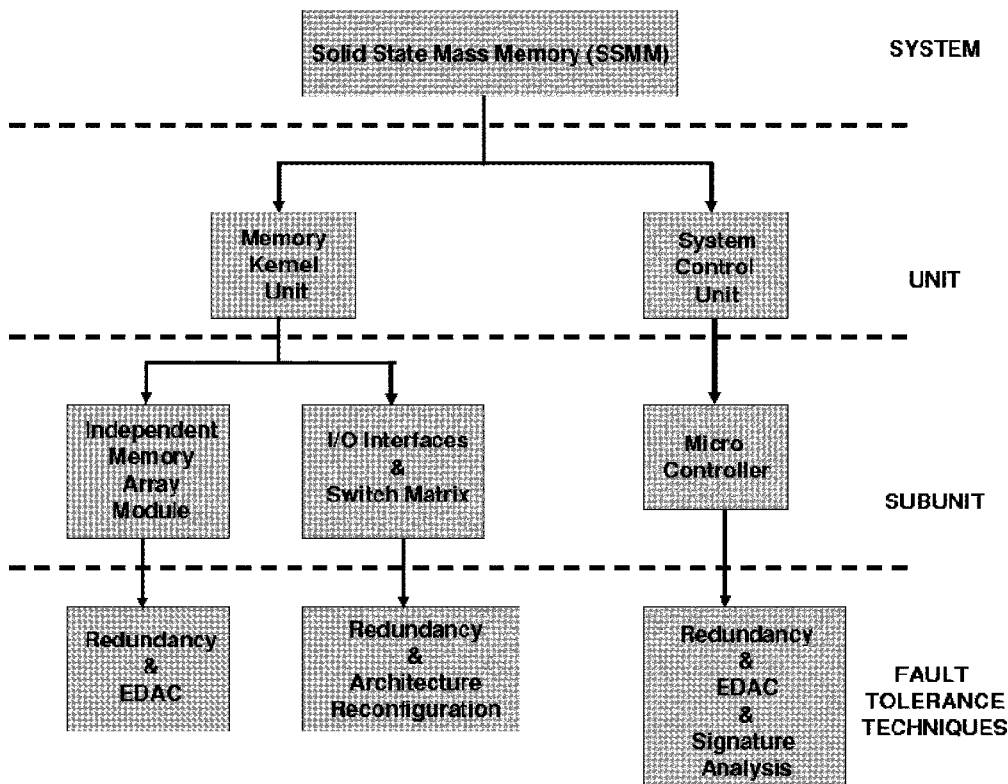 Solid State Mass Memory (SSMM)
SYSTEM
Memory
Kernel
Unit
System
Control
Unit
UNIT
Independent
Memory
Array
Module
I/O Interfaces
&
Switch Matrix
Micro
Controller
SUBUNIT
Redundancy
&
EDAC
Redundancy
&
Architecture
Reconfiguration
Redundancy
&
EDAC
&
Signature
Analysis
FAULT
TOLERANCE
TECHNIQUES